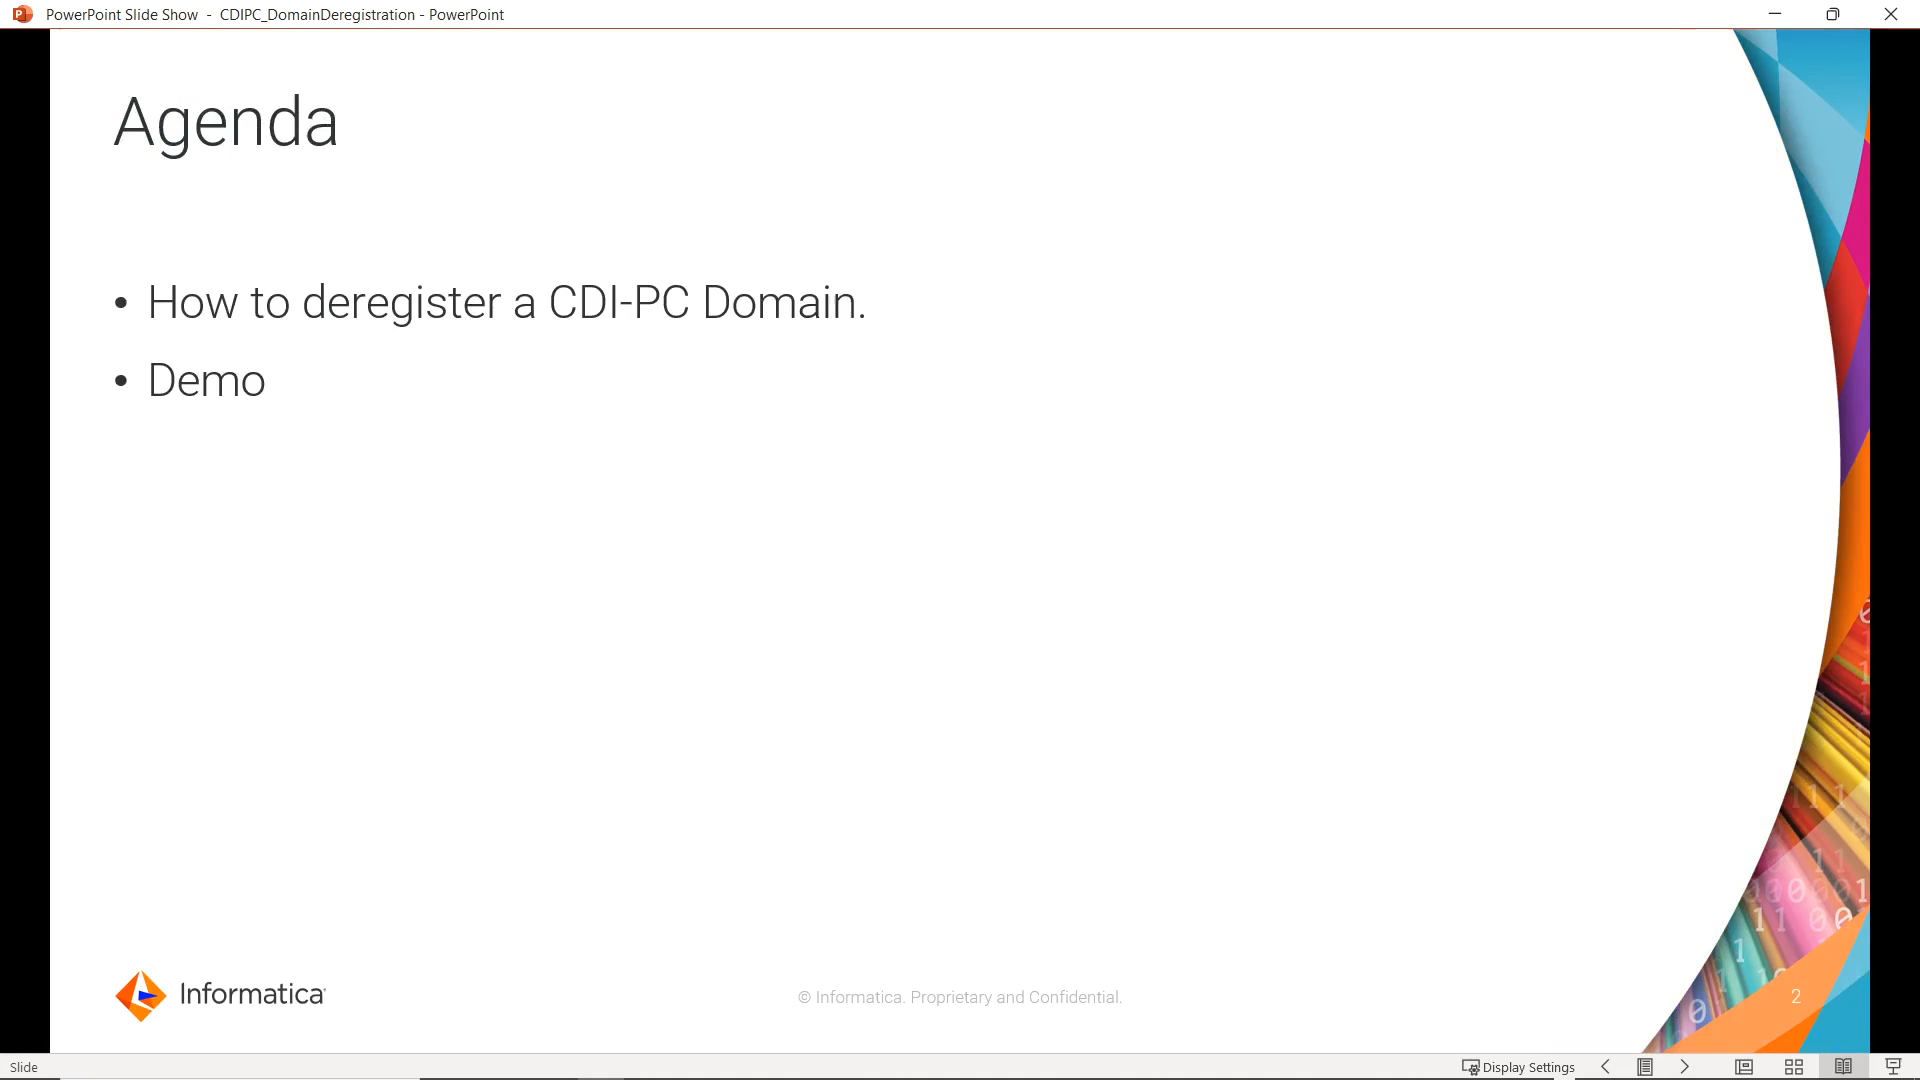 PowerPoint Slide Show - CDIPC_DomainDeregistration - PowerPoint
Agenda
• How to deregister a CDI-PC Domain.
• Demo
Informatica
© Informatica. Proprietary and Confidential.
2
Slide
Display Settings